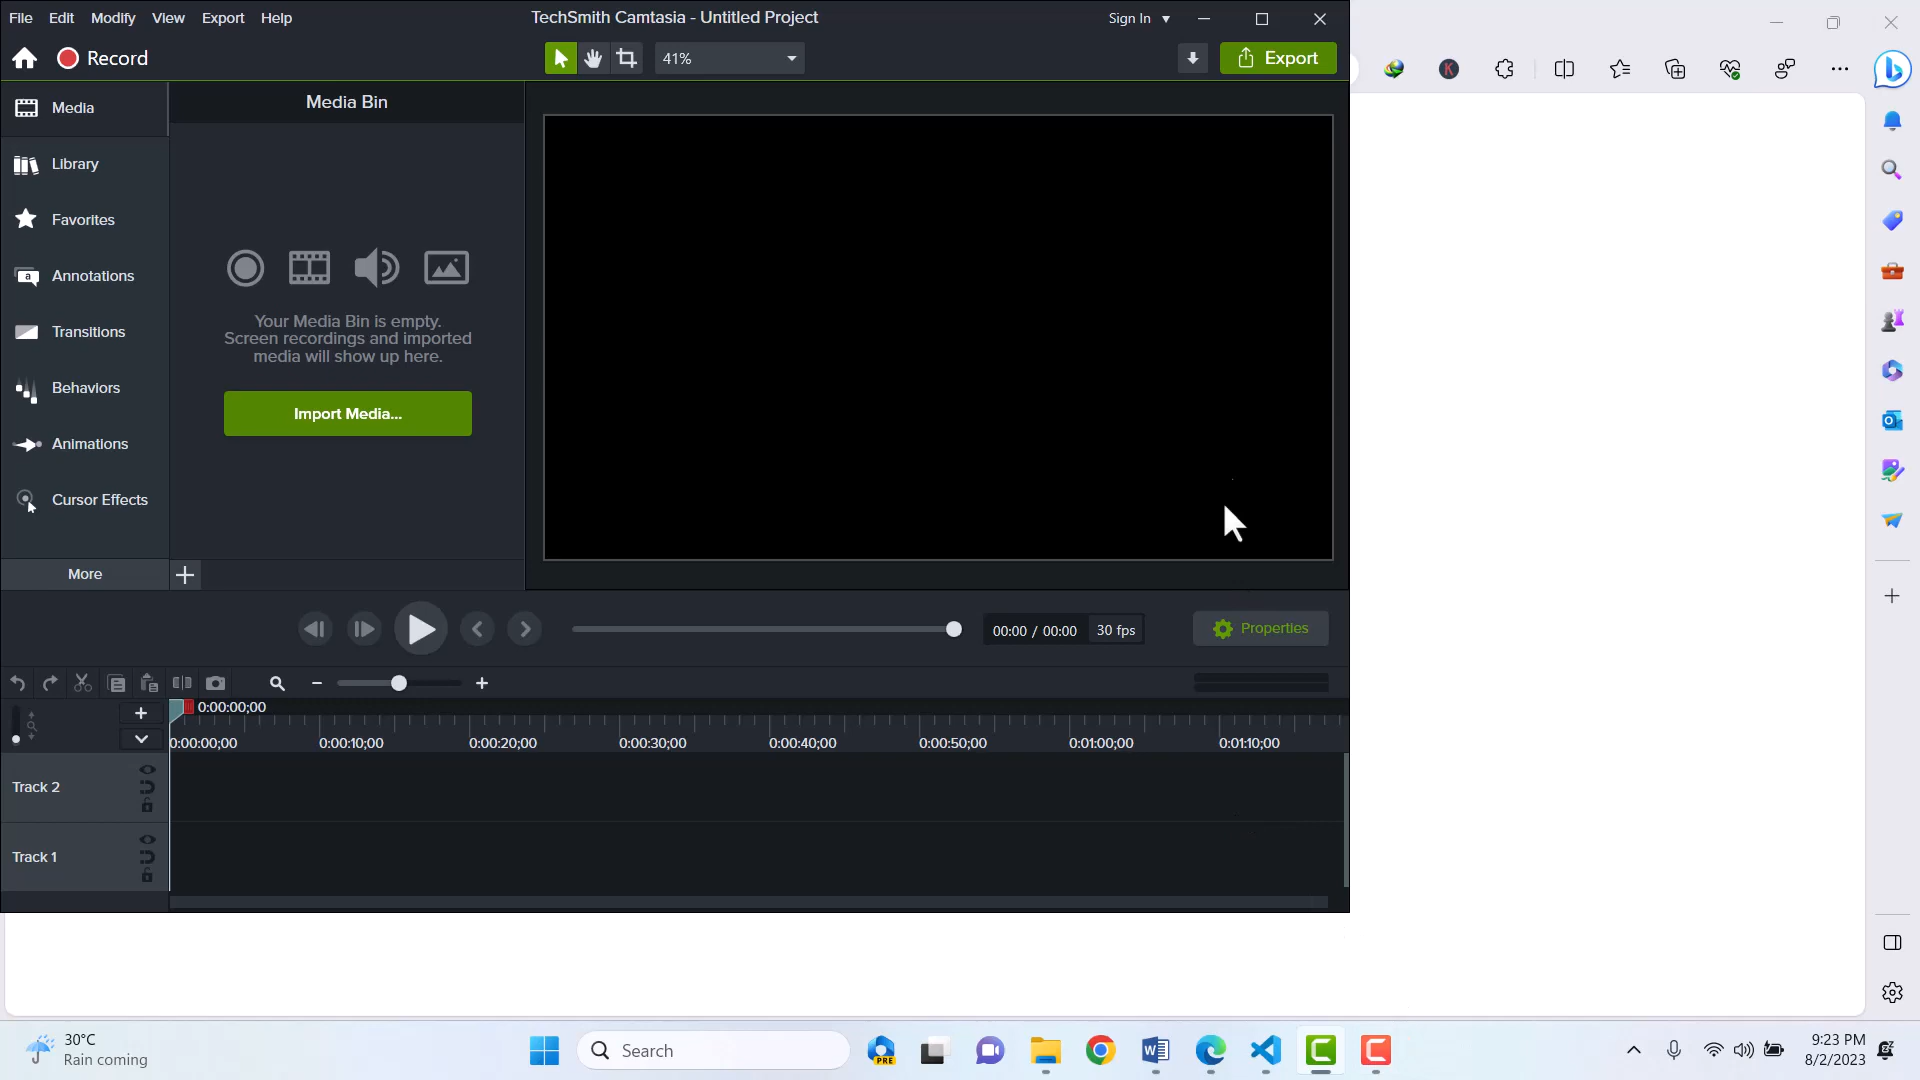 File Edit Modify View Export Help
TechSmith Camtasia - Untitled Project
Sign In
Record
41%
Export
Media
Media Bin
Library
Favorites
Annotations
Transitions
Behaviors
Animations
Cursor Effects
More
Your Media Bin is empty.
Screen recordings and imported
media will show up here.
Import Media...
00:00 / 00:00
30 fps
Properties
0:00:00;00
0:00:00;00 0:00:10;00 0:00:20;00 0:00:30;00 0:00:40;00 0:00:50;00 0:01:00;00 0:01:10;00
Track 2
Track 1
30°C
Rain coming
Search
PRE
9:23 PM
8/2/2023